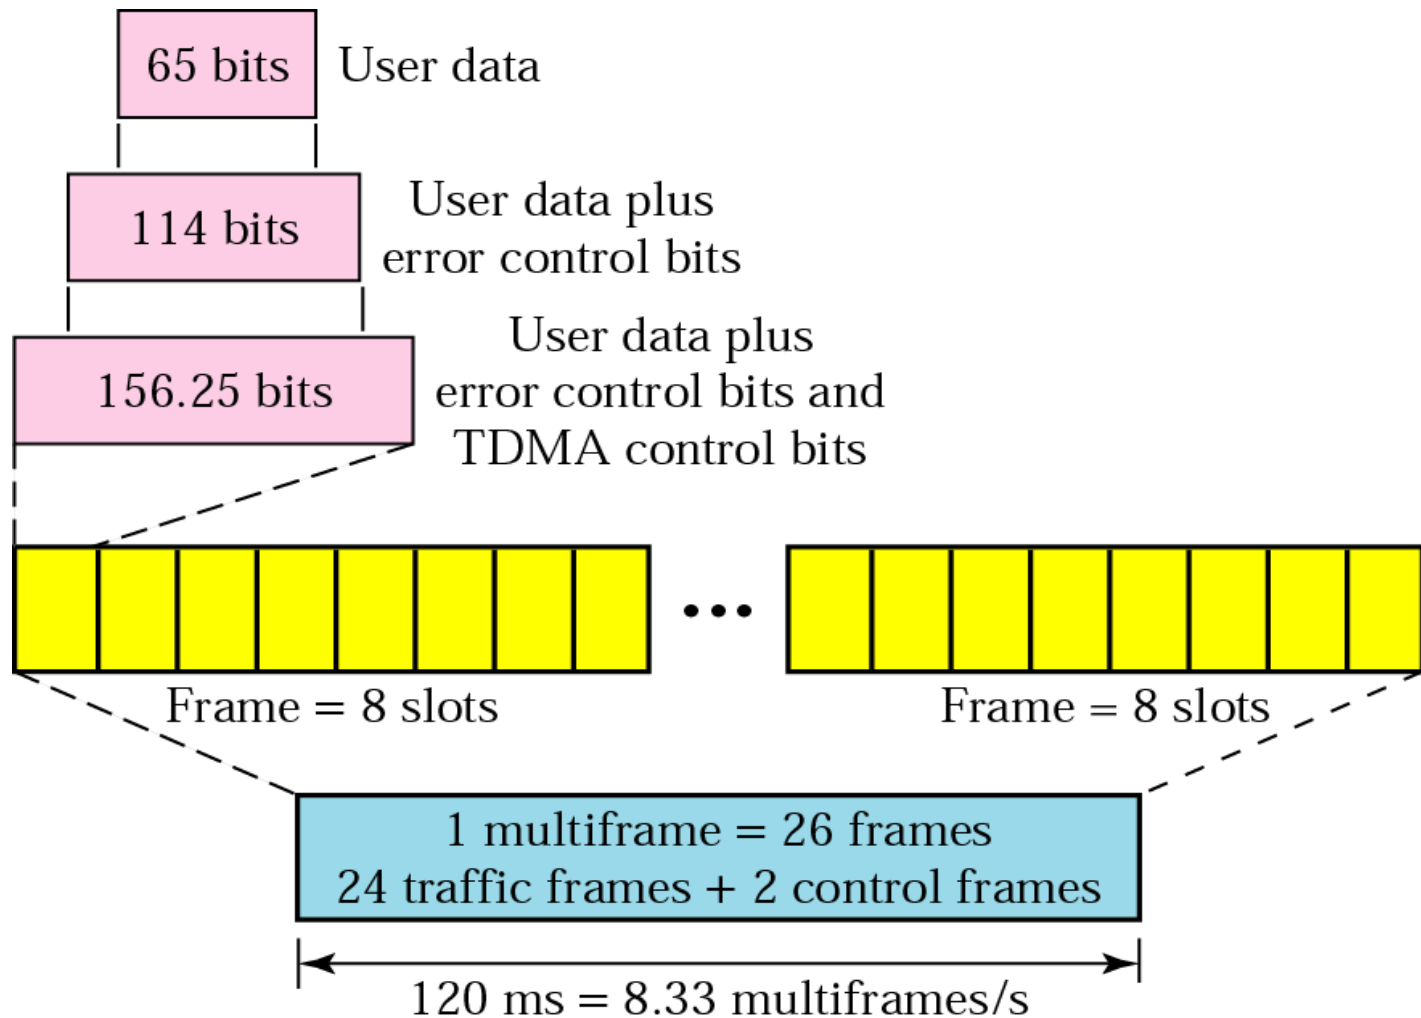 65 bits
User data
114 bits
User data plus
error control bits
156.25 bits
User data plus
error control bits and
TDMA control bits
Frame = 8 slots
Frame = 8 slots
1 multiframe = 26 frames
24 traffic frames + 2 control frames
120 ms = 8.33 multiframes/s